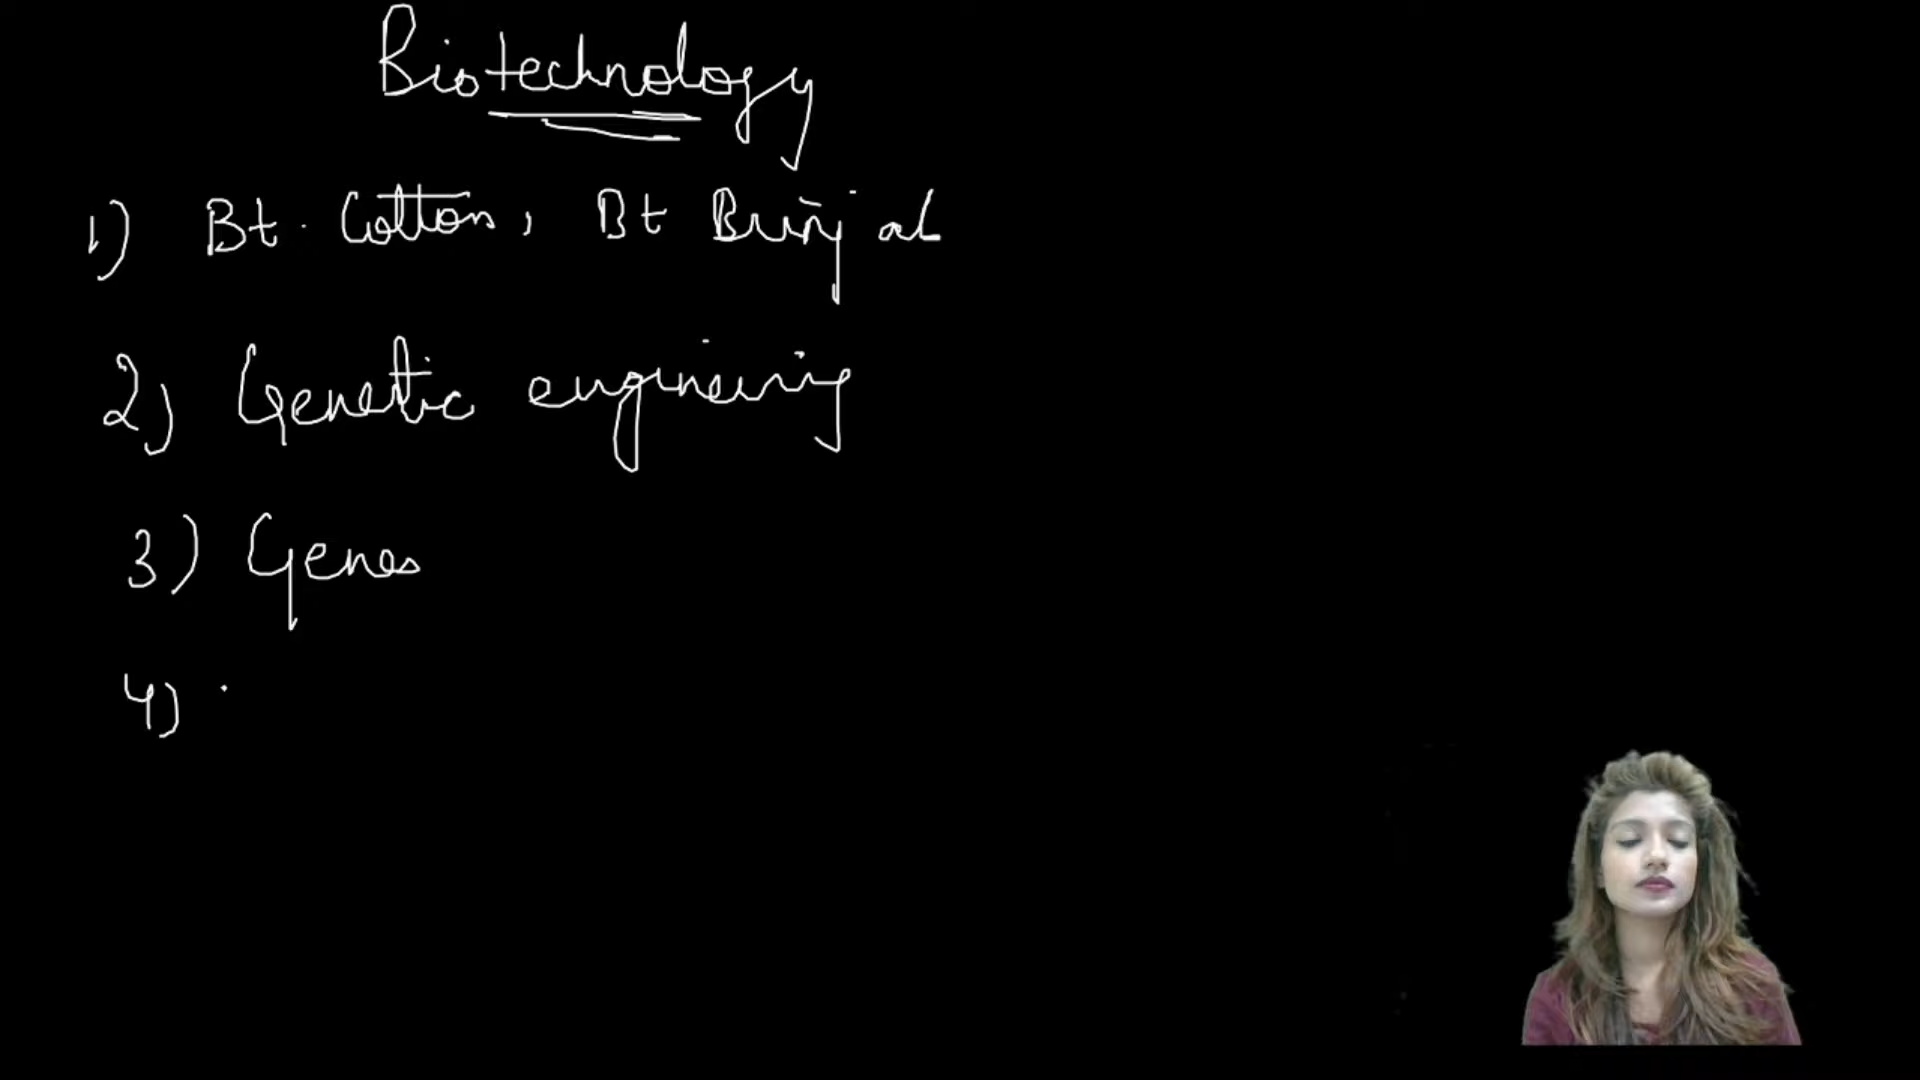 Biotechnology
1) Bt. Cotton, Bt Brinjal
2) Genetic engineering
3) Genes
4)